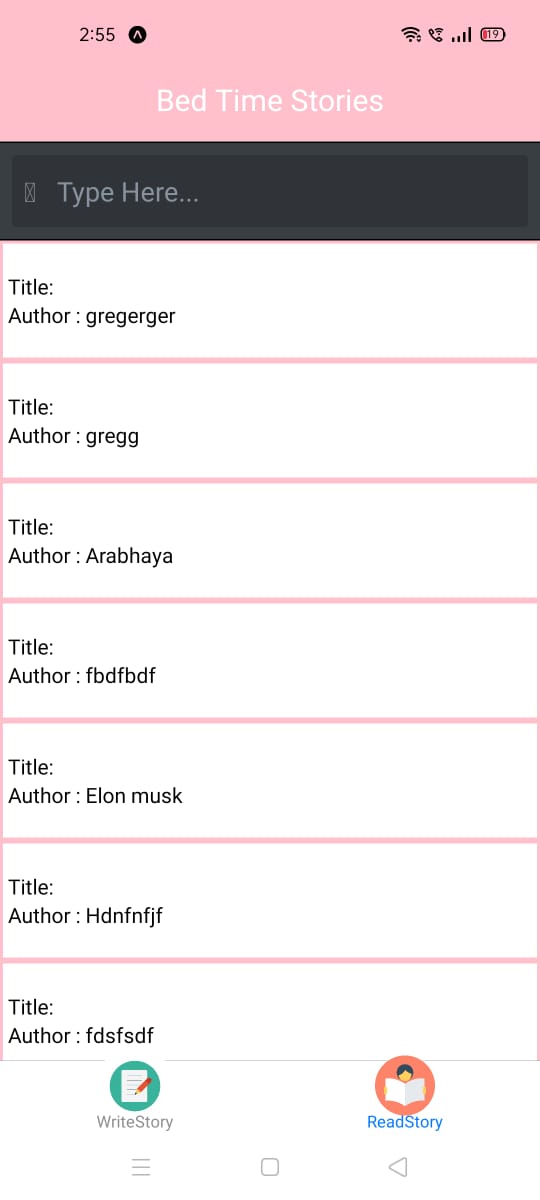 2:55
19
Bed Time Stories
Type Here...
Title:
Author : gregerger
Title:
Author : gregg
Title:
Author : Arabhaya
Title:
Author : fbdfbdf
Title:
Author : Elon musk
Title:
Author : Hdnfnfjf
Title:
Author : fdsfsdf
WriteStory
ReadStory